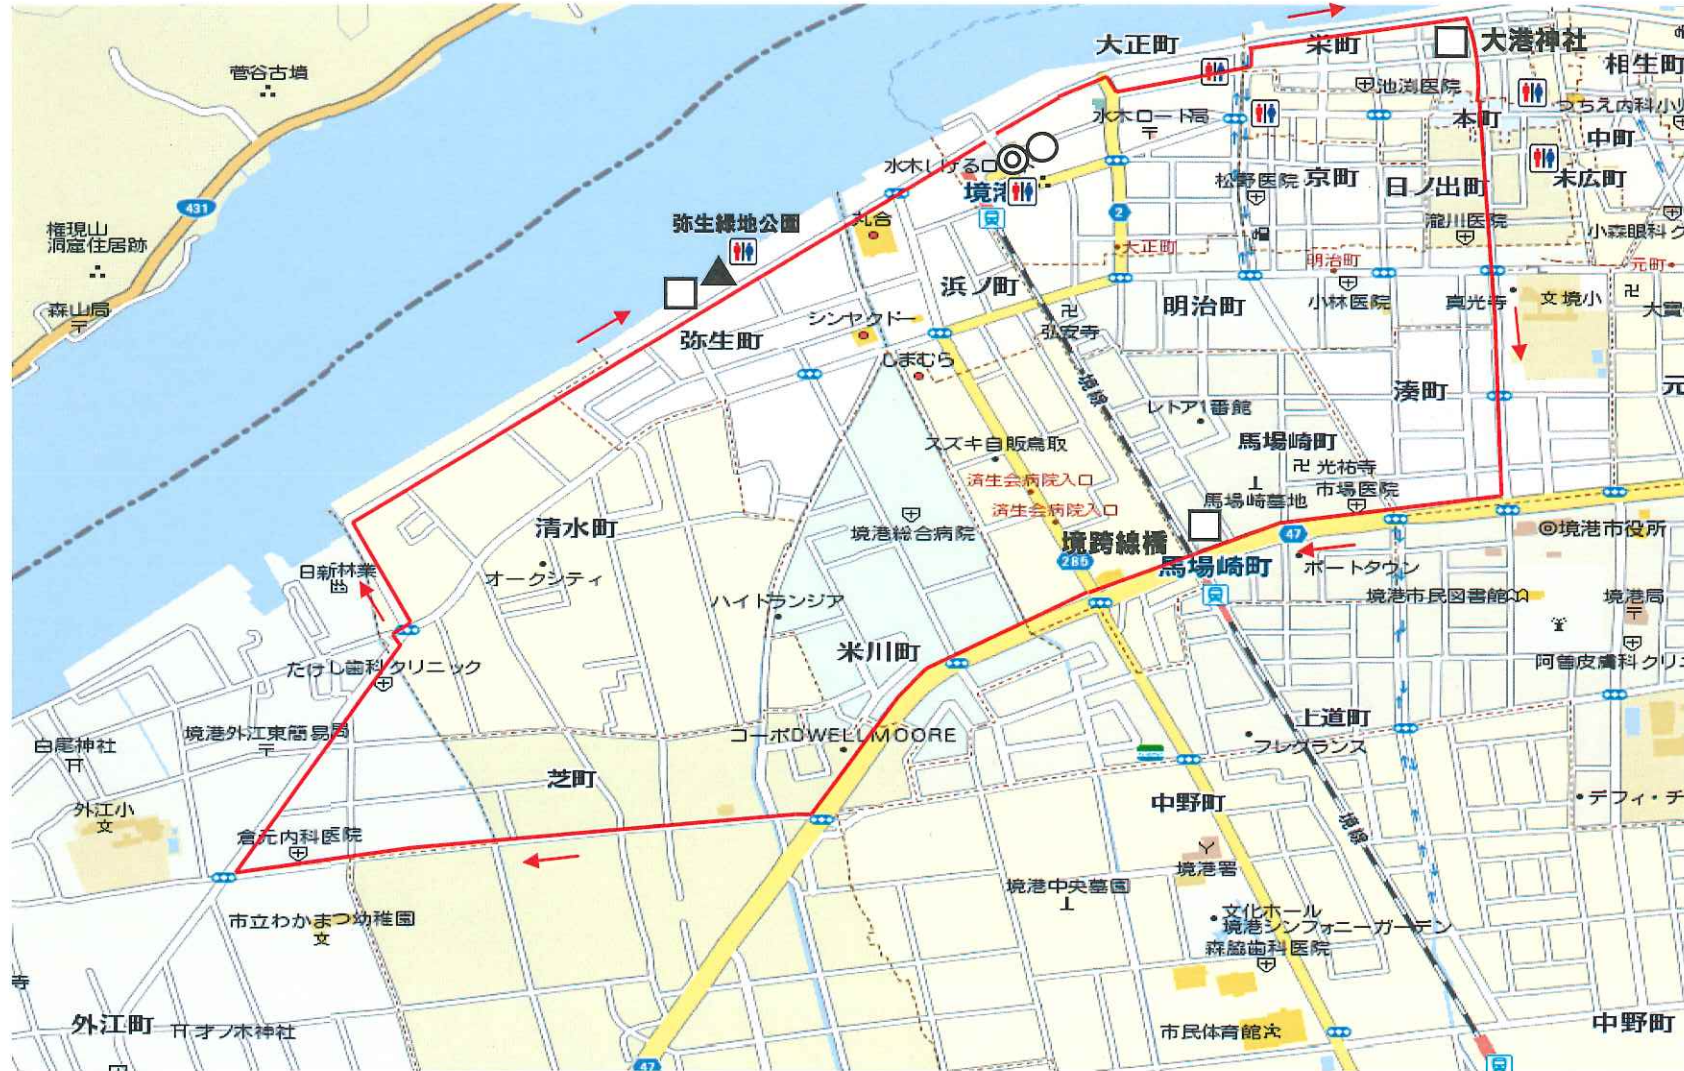 菅谷古墳
大正町
栄町
大港神社
相生町
池渕医院
つちえ内科小児
水木ロード局
本町
中町
水木しげるロード
境港
松野医院
京町
日ノ出町
末広町
431
2
権現山
洞窟住居跡
弥生緑地公園
丸合
瀧川医院
小森眼科ク
大正町
明治町
元町
浜ノ町
森山局
明治町
小林医院
真光寺
文 境小
シンヤクドー
弘安寺
弥生町
しまむら
境線
湊町
元
レトア1番館
馬場崎町
スズキ自販鳥取
光祐寺
済生会病院入口
市場医院
馬場崎墓地
済生会病院入口
清水町
境港総合病院
境跨線橋
47
◎境港市役所
285
馬場崎町
ポートタウン
日新林業
オークシティ
ハイドランジア
境港市民図書館
境港局
米川町
阿曽皮膚科クリニ
たけし歯科クリニック
境港外江東簡易局
コーポDWELLMOORE
上道町
フレグランス
白尾神社
芝町
中野町
デフィ・チ
外江小
文
境線
倉元内科医院
境港署
境港中央墓園
市立わかまつ幼稚園
文
文化ホール
境港シンフォニーガーデン
森脇歯科医院
寺
外江町
才ノ木神社
市民体育館
中野町
47